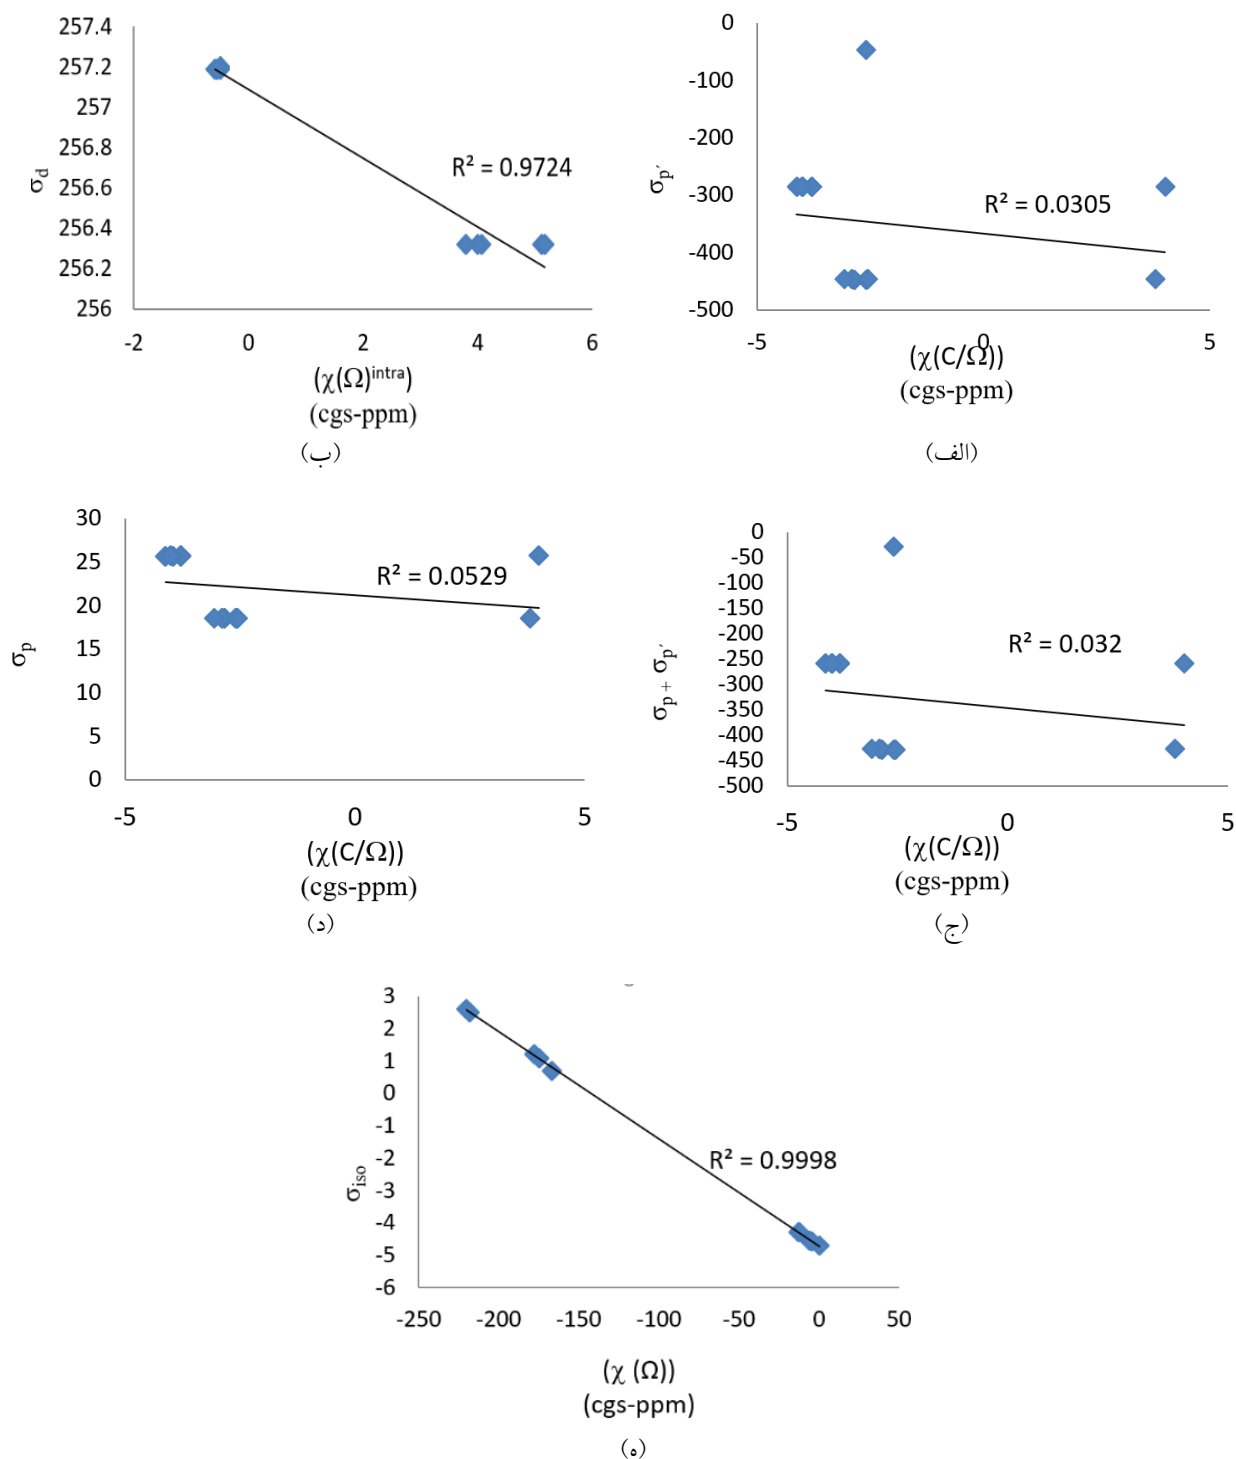 257.4
257.2
257
256.8
256.6
256.4
256.2
256
σd
R² = 0.9724
-2 0 2 4 6
(χ(Ω)intra)
(cgs-ppm)
(ب)
0
-100
-200
-300
-400
-500
σp´
R² = 0.0305
-5 0 5
(χ(C/Ω))
(cgs-ppm)
(الف)
30
25
20
15
10
5
0
σp
R² = 0.0529
-5 0 5
(χ(C/Ω))
(cgs-ppm)
(د)
0
-50
-100
-150
-200
-250
-300
-350
-400
-450
-500
σp + σp´
R² = 0.032
-5 0 5
(χ(C/Ω))
(cgs-ppm)
(ج)
3
2
1
0
-1
-2
-3
-4
-5
-6
σiso
R² = 0.9998
-250 -200 -150 -100 -50 0 50
(χ (Ω))
(cgs-ppm)
(ه)